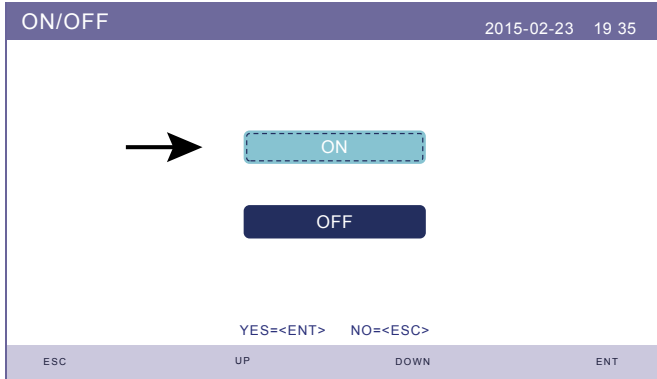 ON/OFF 2015-02-23 19 35
ON
OFF
YES=<ENT> NO=<ESC>
ESC UP DOWN ENT